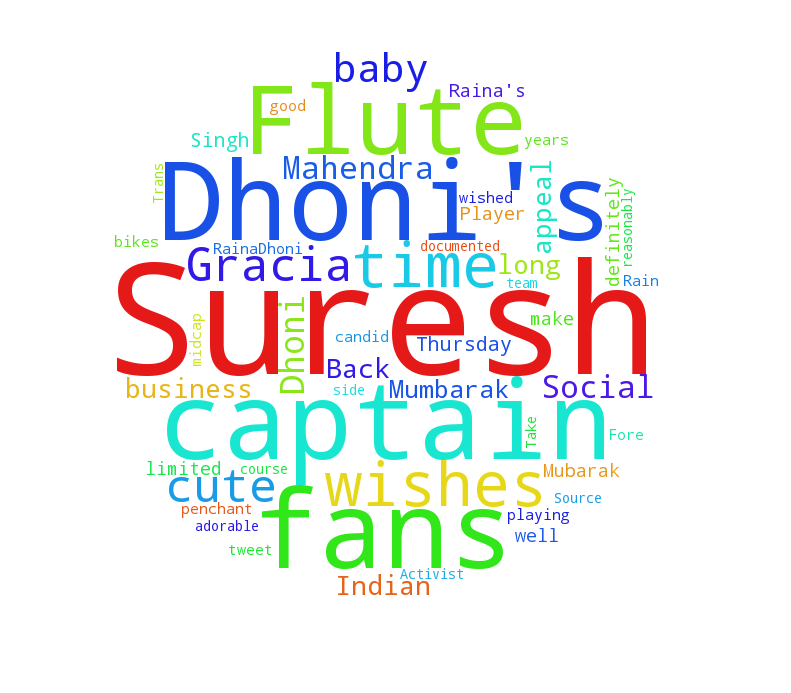 baby
Raina's
Flute
good
Singh
years
Mahendra
Trans
Dhoni's
wished
appeal
Player
definitely
reasonably
bikes
RainaDhoni
documented
Gracia
time
long
Rain
team
Suresh
midcap
Dhoni
make
candid
Thursday
Back
business
side
Mumbarak
Social
captain
Take
Fore
limited
course
cute
wishes
Mubarak
Source
penchant
fans
playing
adorable
well
tweet
Activist
Indian